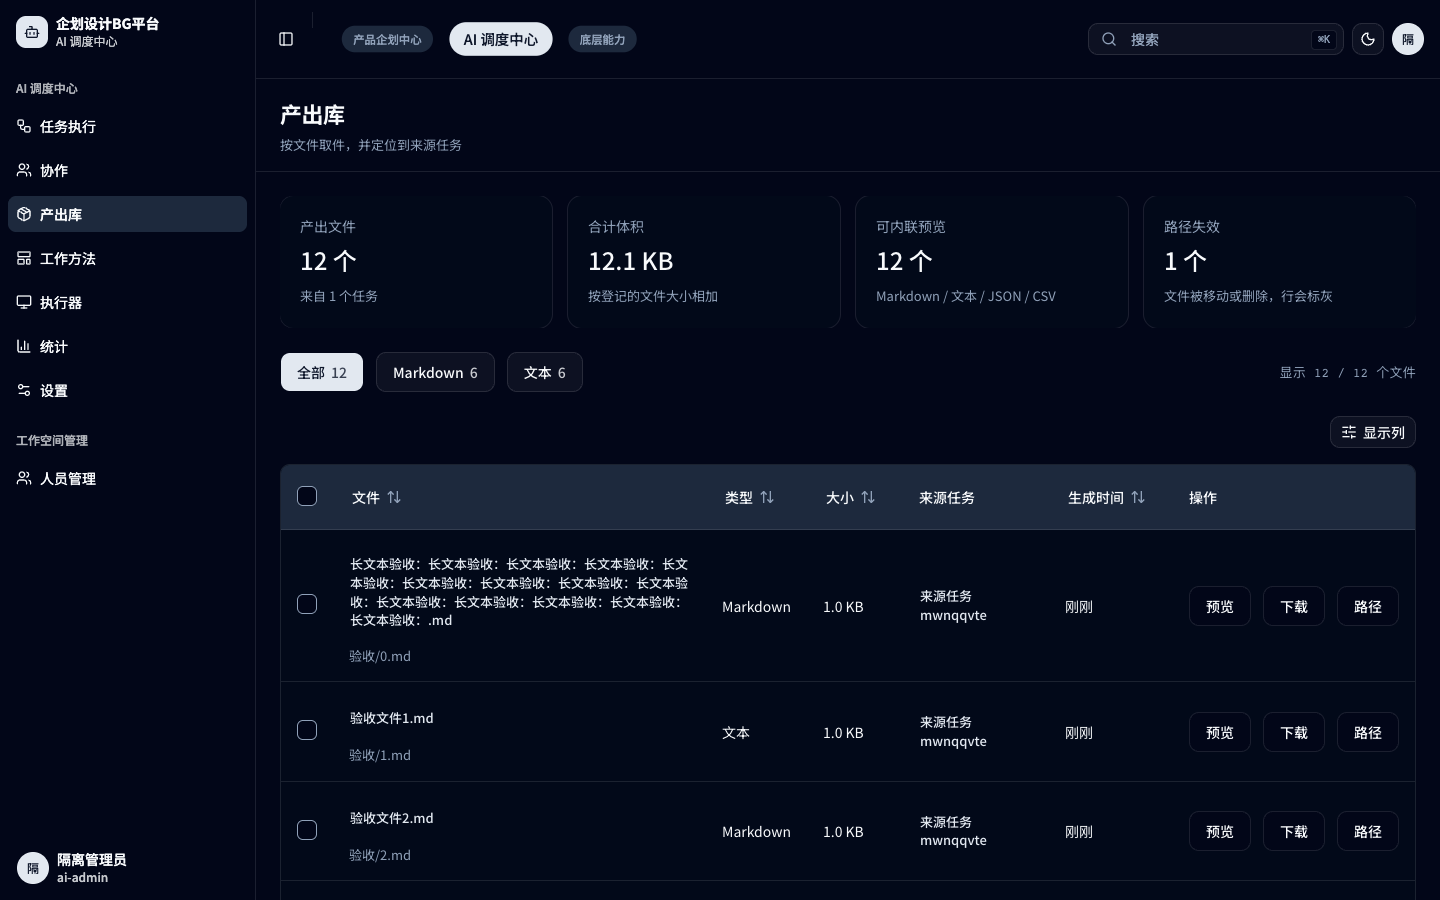 企划设计BG平台
AI 调度中心
AI 调度中心
任务执行
协作
产出库
工作方法
执行器
统计
设置
工作空间管理
人员管理
隔
隔离管理员
ai-admin
产品企划中心
AI 调度中心
底层能力
搜索
⌘K
隔
产出库
按文件取件，并定位到来源任务
产出文件
12 个
来自 1 个任务
合计体积
12.1 KB
按登记的文件大小相加
可内联预览
12 个
Markdown / 文本 / JSON / CSV
路径失效
1 个
文件被移动或删除，行会标灰
全部 12
Markdown 6
文本 6
显示 12 / 12 个文件
显示列
文件 类型 大小 来源任务 生成时间 操作
长文本验收：长文本验收：长文本验收：长文本验收：长文
本验收：长文本验收：长文本验收：长文本验收：长文本验
收：长文本验收：长文本验收：长文本验收：长文本验收：
长文本验收：.md
验收/0.md
Markdown
1.0 KB
来源任务
mwnqqvte
刚刚
预览 下载 路径
验收文件1.md
验收/1.md
文本
1.0 KB
来源任务
mwnqqvte
刚刚
预览 下载 路径
验收文件2.md
验收/2.md
Markdown
1.0 KB
来源任务
mwnqqvte
刚刚
预览 下载 路径